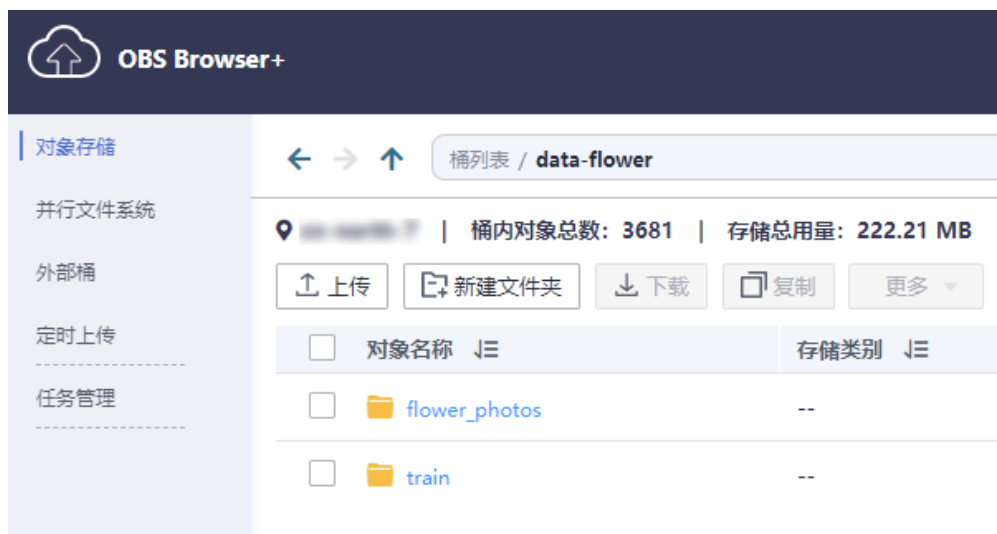 OBS Browser+
对象存储
并行文件系统
外部桶
定时上传
任务管理
桶列表 / data-flower
| 桶内对象总数：3681 | 存储总用量：222.21 MB
上传 新建文件夹 下载 复制 更多
对象名称 存储类别
flower_photos --
train --